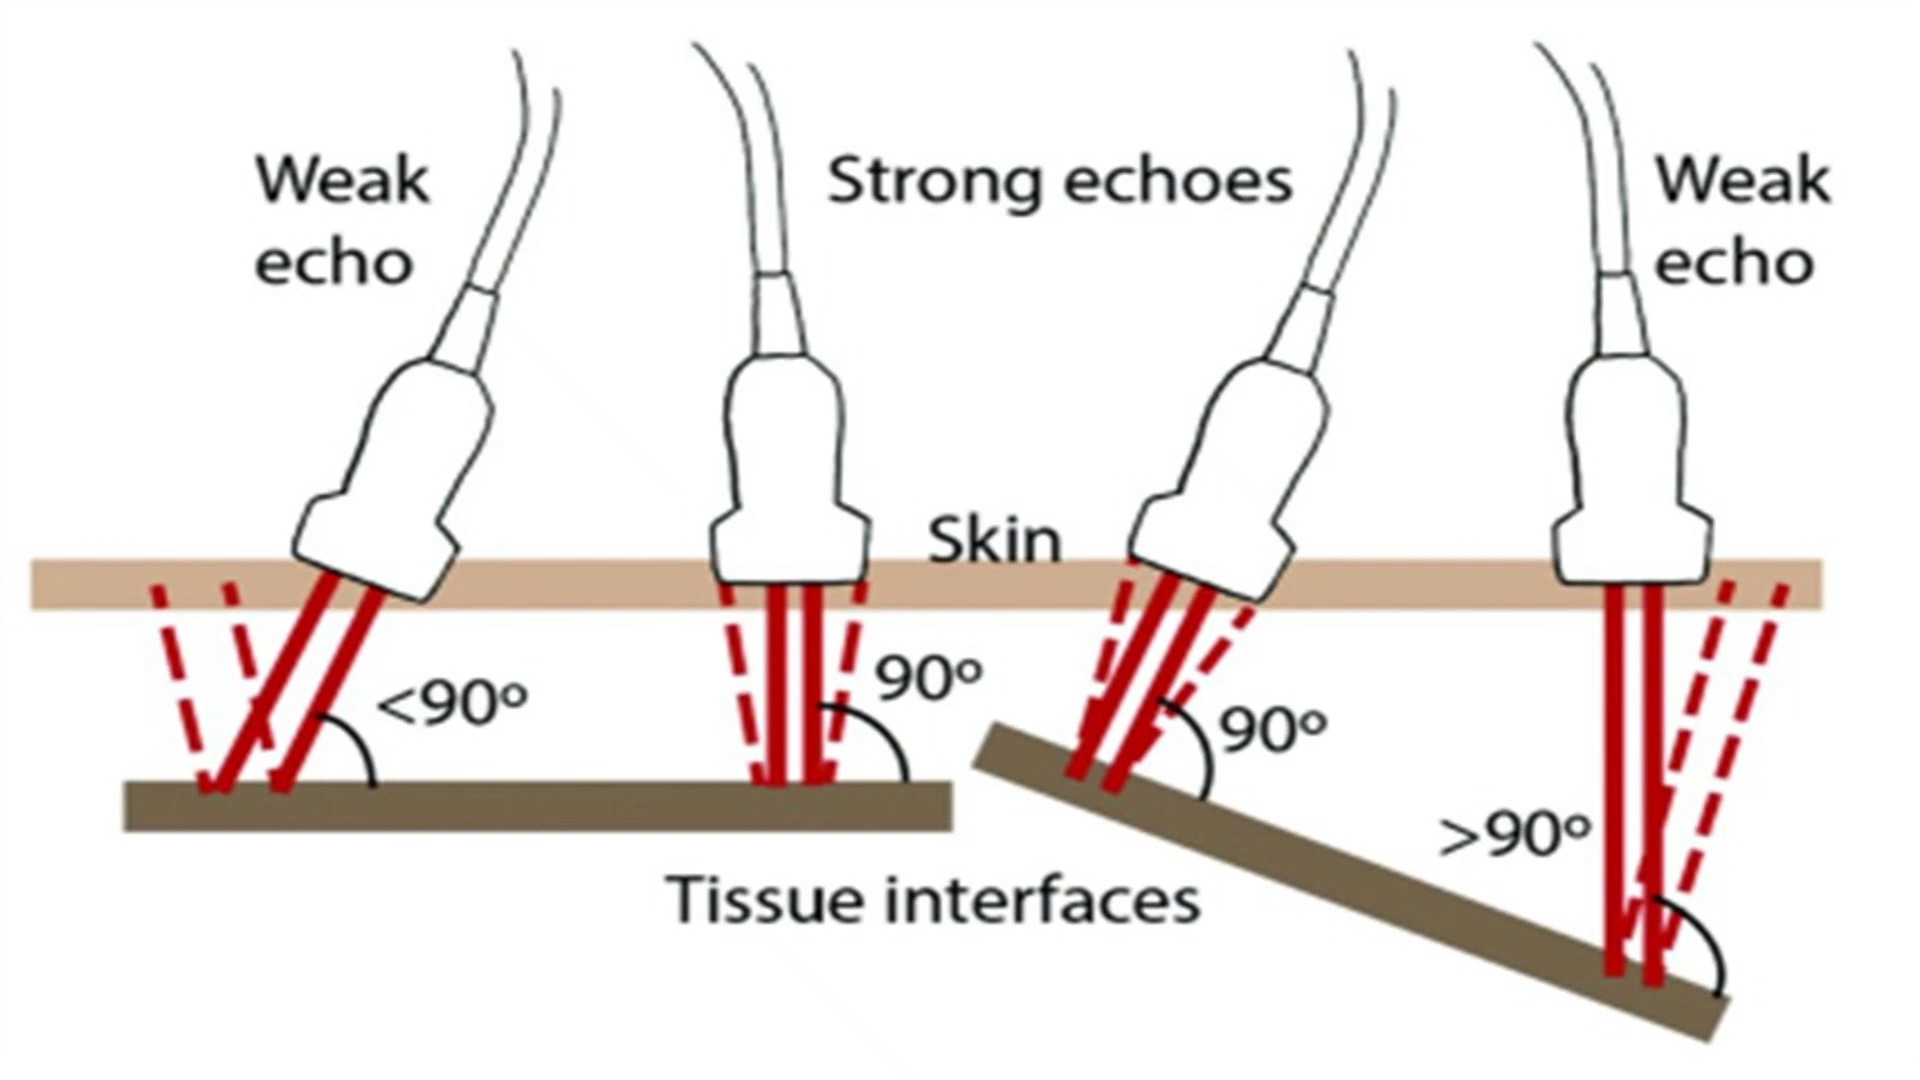 Weak
echo
Strong echoes
Weak
echo
Skin
<90º
90º
90º
>90º
Tissue interfaces